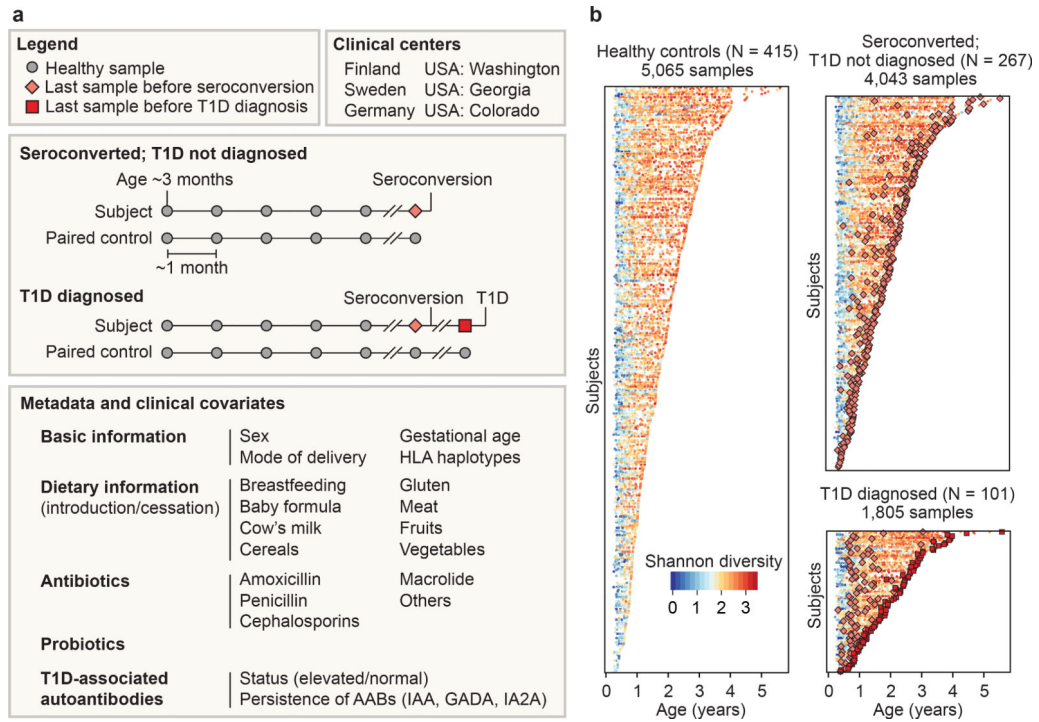 a
Legend
Healthy sample
Last sample before seroconversion
Last sample before T1D diagnosis
Clinical centers
Finland USA: Washington
Sweden USA: Georgia
Germany USA: Colorado
Seroconverted; T1D not diagnosed
Age ~3 months
Seroconversion
Subject
Paired control
~1 month
T1D diagnosed
Seroconversion T1D
Subject
Paired control
Metadata and clinical covariates
Basic information
Sex Gestational age
Mode of delivery HLA haplotypes
Dietary information
(introduction/cessation)
Breastfeeding Gluten
Baby formula Meat
Cow's milk Fruits
Cereals Vegetables
Antibiotics
Amoxicillin Macrolide
Penicillin Others
Cephalosporins
Probiotics
T1D-associated
autoantibodies
Status (elevated/normal)
Persistence of AABs (IAA, GADA, IA2A)
b
Healthy controls (N = 415)
5,065 samples
Subjects
Shannon diversity
0 1 2 3
0 1 2 3 4 5
Age (years)
Seroconverted;
T1D not diagnosed (N = 267)
4,043 samples
Subjects
T1D diagnosed (N = 101)
1,805 samples
Subjects
0 1 2 3 4 5
Age (years)